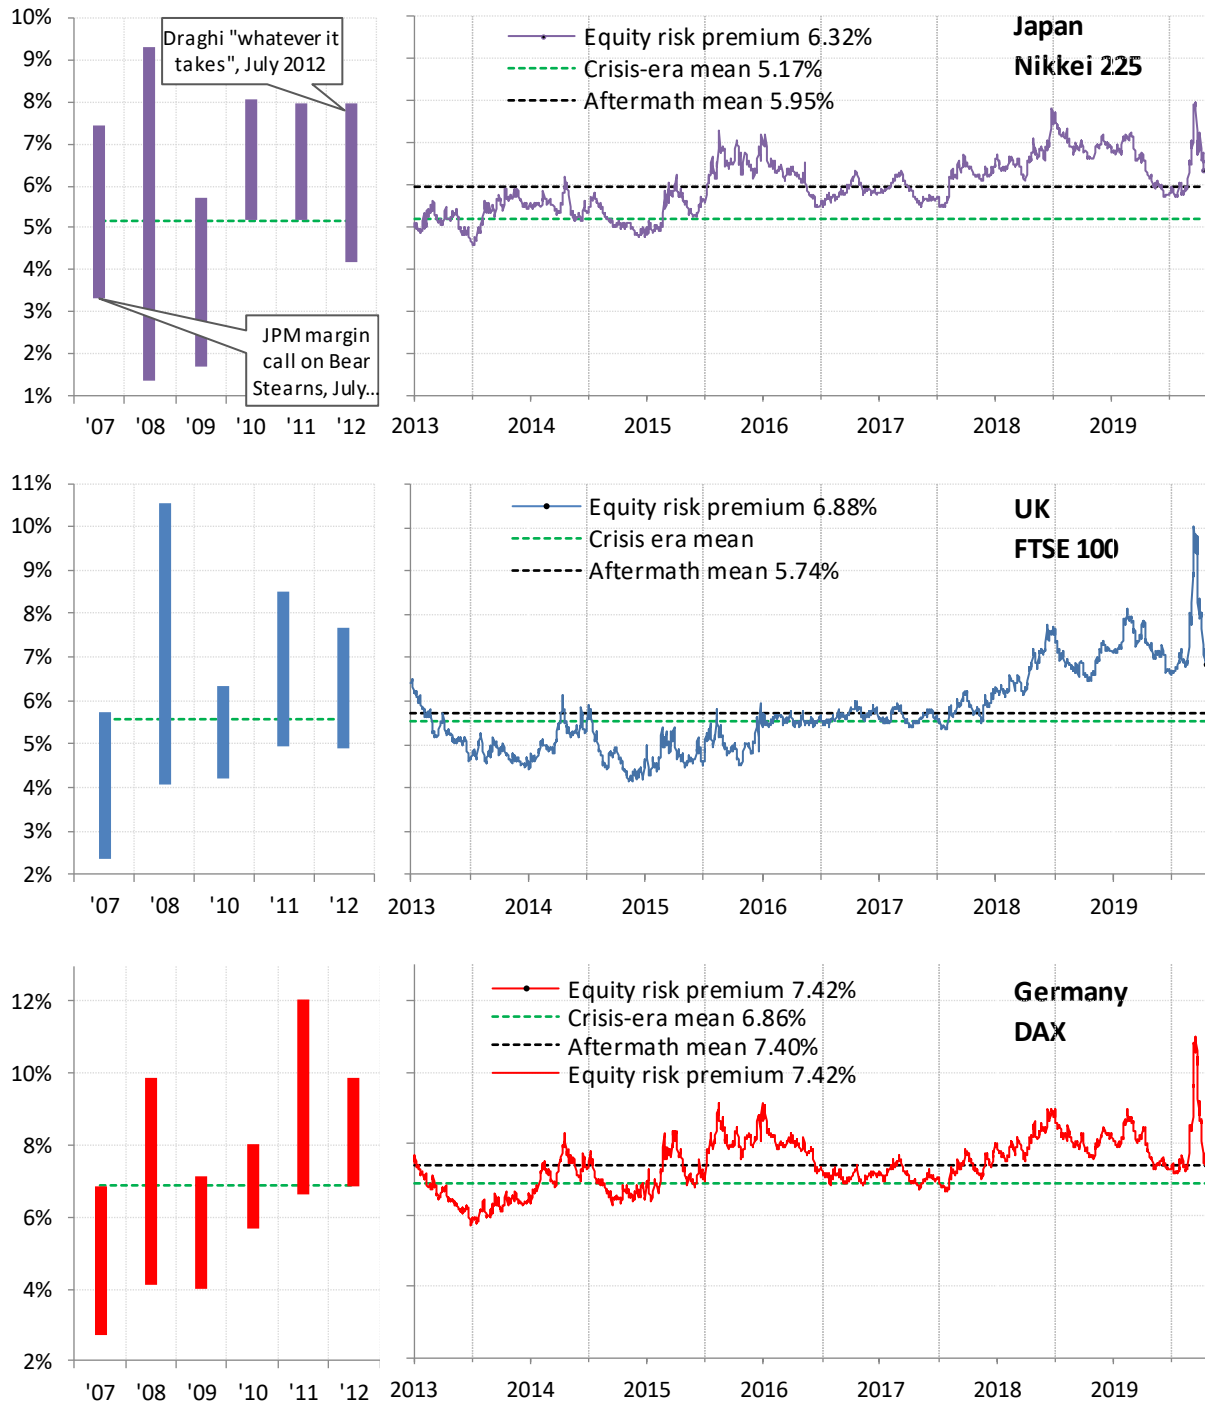 10%
9%
8%
7%
6%
5%
4%
3%
2%
1%
Draghi "whatever it
takes", July 2012
JPM margin
call on Bear
Stearns, July...
'07 '08 '09 '10 '11 '12
Equity risk premium 6.32%
Crisis-era mean 5.17%
Aftermath mean 5.95%
Japan
Nikkei 225
2013 2014 2015 2016 2017 2018 2019
11%
10%
9%
8%
7%
6%
5%
4%
3%
2%
'07 '08 '10 '11 '12
Equity risk premium 6.88%
Crisis era mean
Aftermath mean 5.74%
UK
FTSE 100
2013 2014 2015 2016 2017 2018 2019
12%
10%
8%
6%
4%
2%
'07 '08 '09 '10 '11 '12
Equity risk premium 7.42%
Crisis-era mean 6.86%
Aftermath mean 7.40%
Equity risk premium 7.42%
Germany
DAX
2013 2014 2015 2016 2017 2018 2019